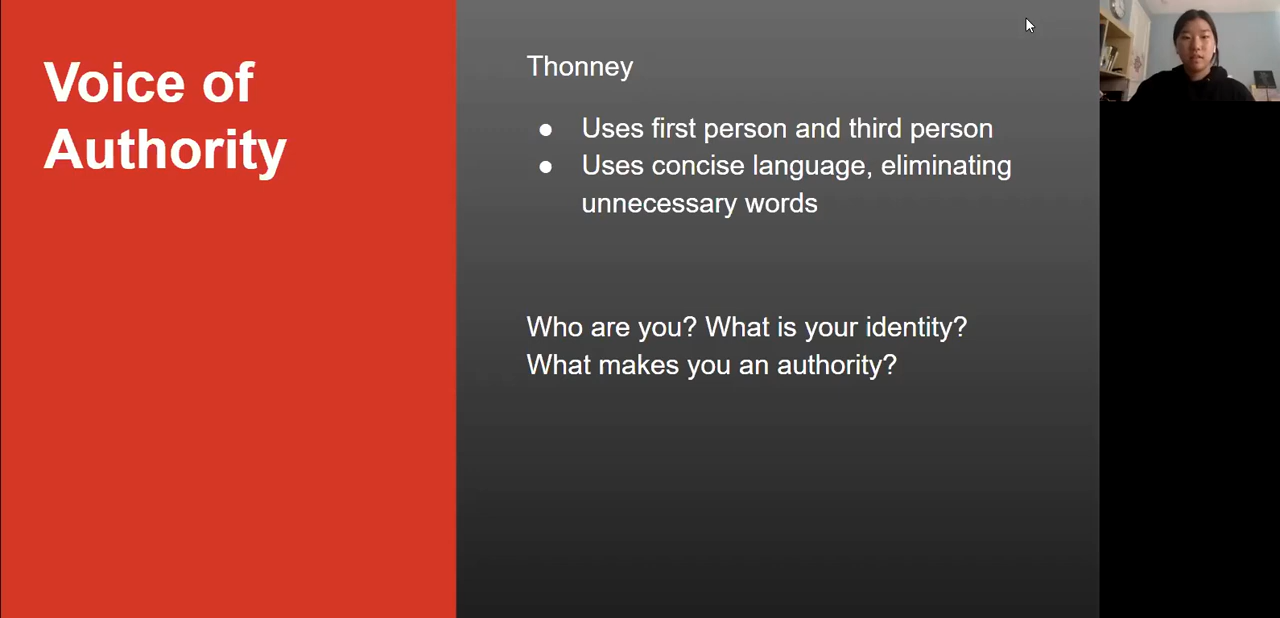 Voice of
Authority
Thonney
● Uses first person and third person
● Uses concise language, eliminating
unnecessary words
Who are you? What is your identity?
What makes you an authority?